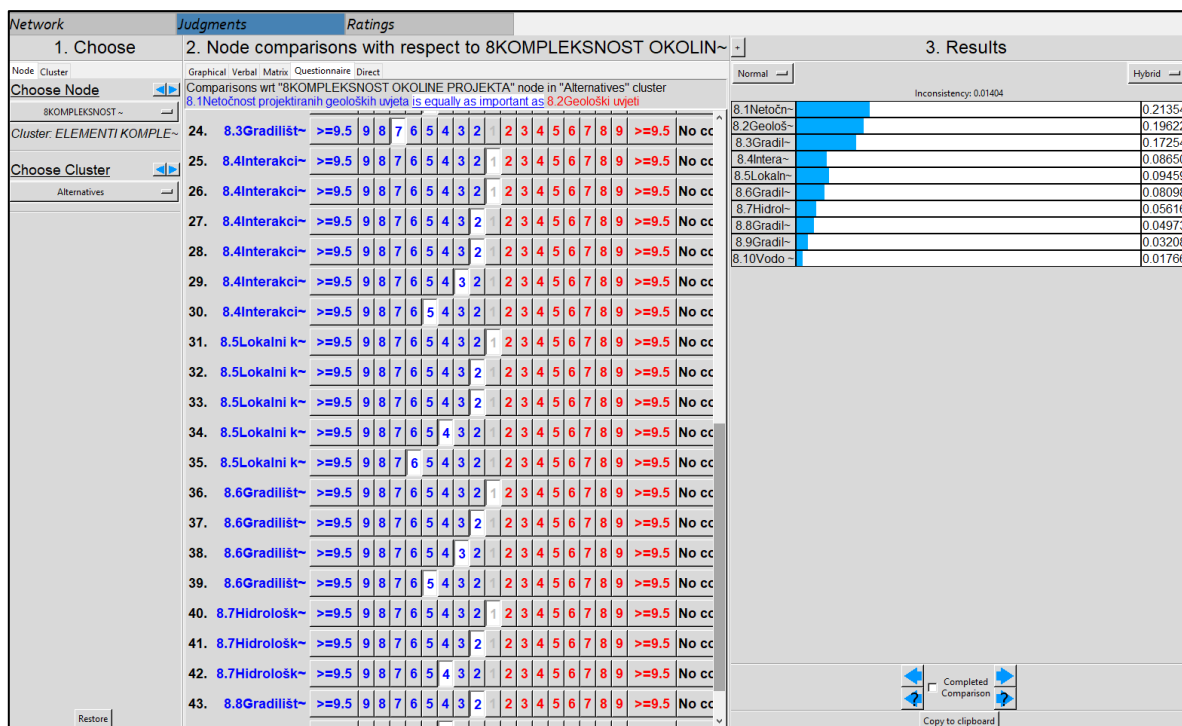 Network Judgments Ratings
1. Choose
Node Cluster
Choose Node
8KOMPLEKSNOST ~
Cluster: ELEMENTI KOMPLE~
Choose Cluster
Alternatives
Restore
2. Node comparisons with respect to 8KOMPLEKSNOST OKOLIN~
Graphical Verbal Matrix Questionnaire Direct
Comparisons wrt "8KOMPLEKSNOST OKOLINE PROJEKTA" node in "Alternatives" cluster
8.1Netočnost projektiranih geoloških uvjeta is equally as important as 8.2Geološki uvjeti
24. 8.3Gradilišt~ >=9.5 9 8 7 6 5 4 3 2 1 2 3 4 5 6 7 8 9 >=9.5 No co
25. 8.4Interakci~ >=9.5 9 8 7 6 5 4 3 2 1 2 3 4 5 6 7 8 9 >=9.5 No co
26. 8.4Interakci~ >=9.5 9 8 7 6 5 4 3 2 1 2 3 4 5 6 7 8 9 >=9.5 No co
27. 8.4Interakci~ >=9.5 9 8 7 6 5 4 3 2 1 2 3 4 5 6 7 8 9 >=9.5 No co
28. 8.4Interakci~ >=9.5 9 8 7 6 5 4 3 2 1 2 3 4 5 6 7 8 9 >=9.5 No co
29. 8.4Interakci~ >=9.5 9 8 7 6 5 4 3 2 1 2 3 4 5 6 7 8 9 >=9.5 No co
30. 8.4Interakci~ >=9.5 9 8 7 6 5 4 3 2 1 2 3 4 5 6 7 8 9 >=9.5 No co
31. 8.5Lokalni k~ >=9.5 9 8 7 6 5 4 3 2 1 2 3 4 5 6 7 8 9 >=9.5 No co
32. 8.5Lokalni k~ >=9.5 9 8 7 6 5 4 3 2 1 2 3 4 5 6 7 8 9 >=9.5 No co
33. 8.5Lokalni k~ >=9.5 9 8 7 6 5 4 3 2 1 2 3 4 5 6 7 8 9 >=9.5 No co
34. 8.5Lokalni k~ >=9.5 9 8 7 6 5 4 3 2 1 2 3 4 5 6 7 8 9 >=9.5 No co
35. 8.5Lokalni k~ >=9.5 9 8 7 6 5 4 3 2 1 2 3 4 5 6 7 8 9 >=9.5 No co
36. 8.6Gradilišt~ >=9.5 9 8 7 6 5 4 3 2 1 2 3 4 5 6 7 8 9 >=9.5 No co
37. 8.6Gradilišt~ >=9.5 9 8 7 6 5 4 3 2 1 2 3 4 5 6 7 8 9 >=9.5 No co
38. 8.6Gradilišt~ >=9.5 9 8 7 6 5 4 3 2 1 2 3 4 5 6 7 8 9 >=9.5 No co
39. 8.6Gradilišt~ >=9.5 9 8 7 6 5 4 3 2 1 2 3 4 5 6 7 8 9 >=9.5 No co
40. 8.7Hidrološk~ >=9.5 9 8 7 6 5 4 3 2 1 2 3 4 5 6 7 8 9 >=9.5 No co
41. 8.7Hidrološk~ >=9.5 9 8 7 6 5 4 3 2 1 2 3 4 5 6 7 8 9 >=9.5 No co
42. 8.7Hidrološk~ >=9.5 9 8 7 6 5 4 3 2 1 2 3 4 5 6 7 8 9 >=9.5 No co
43. 8.8Gradilišt~ >=9.5 9 8 7 6 5 4 3 2 1 2 3 4 5 6 7 8 9 >=9.5 No co
+ 3. Results
Normal Hybrid
Inconsistency: 0.01404
8.1Netočn~ 0.21354
8.2Geološ~ 0.19622
8.3Gradil~ 0.17254
8.4Intera~ 0.08650
8.5Lokaln~ 0.09459
8.6Gradil~ 0.08098
8.7Hidrol~ 0.05616
8.8Gradil~ 0.04973
8.9Gradil~ 0.03208
8.10Vodo ~ 0.01766
Completed
Comparison
? ?
Copy to clipboard